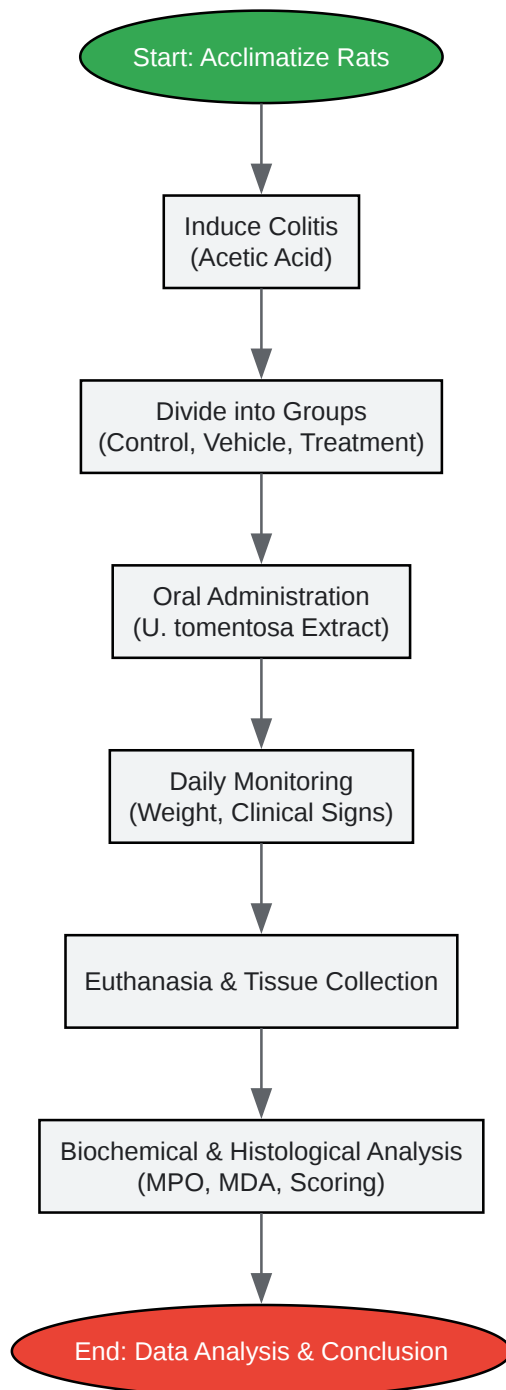 Start: Acclimatize Rats
Induce Colitis
(Acetic Acid)
Divide into Groups
(Control, Vehicle, Treatment)
Oral Administration
(U. tomentosa Extract)
Daily Monitoring
(Weight, Clinical Signs)
Euthanasia & Tissue Collection
Biochemical & Histological Analysis
(MPO, MDA, Scoring)
End: Data Analysis & Conclusion